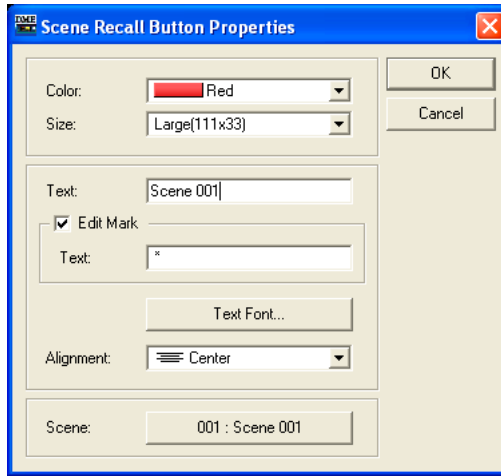 DME Scene Recall Button Properties
OK
Cancel
Color: Red
Size: Large(111x33)
Text: Scene 001
Edit Mark
Text: *
Text Font...
Alignment: Center
Scene: 001 : Scene 001